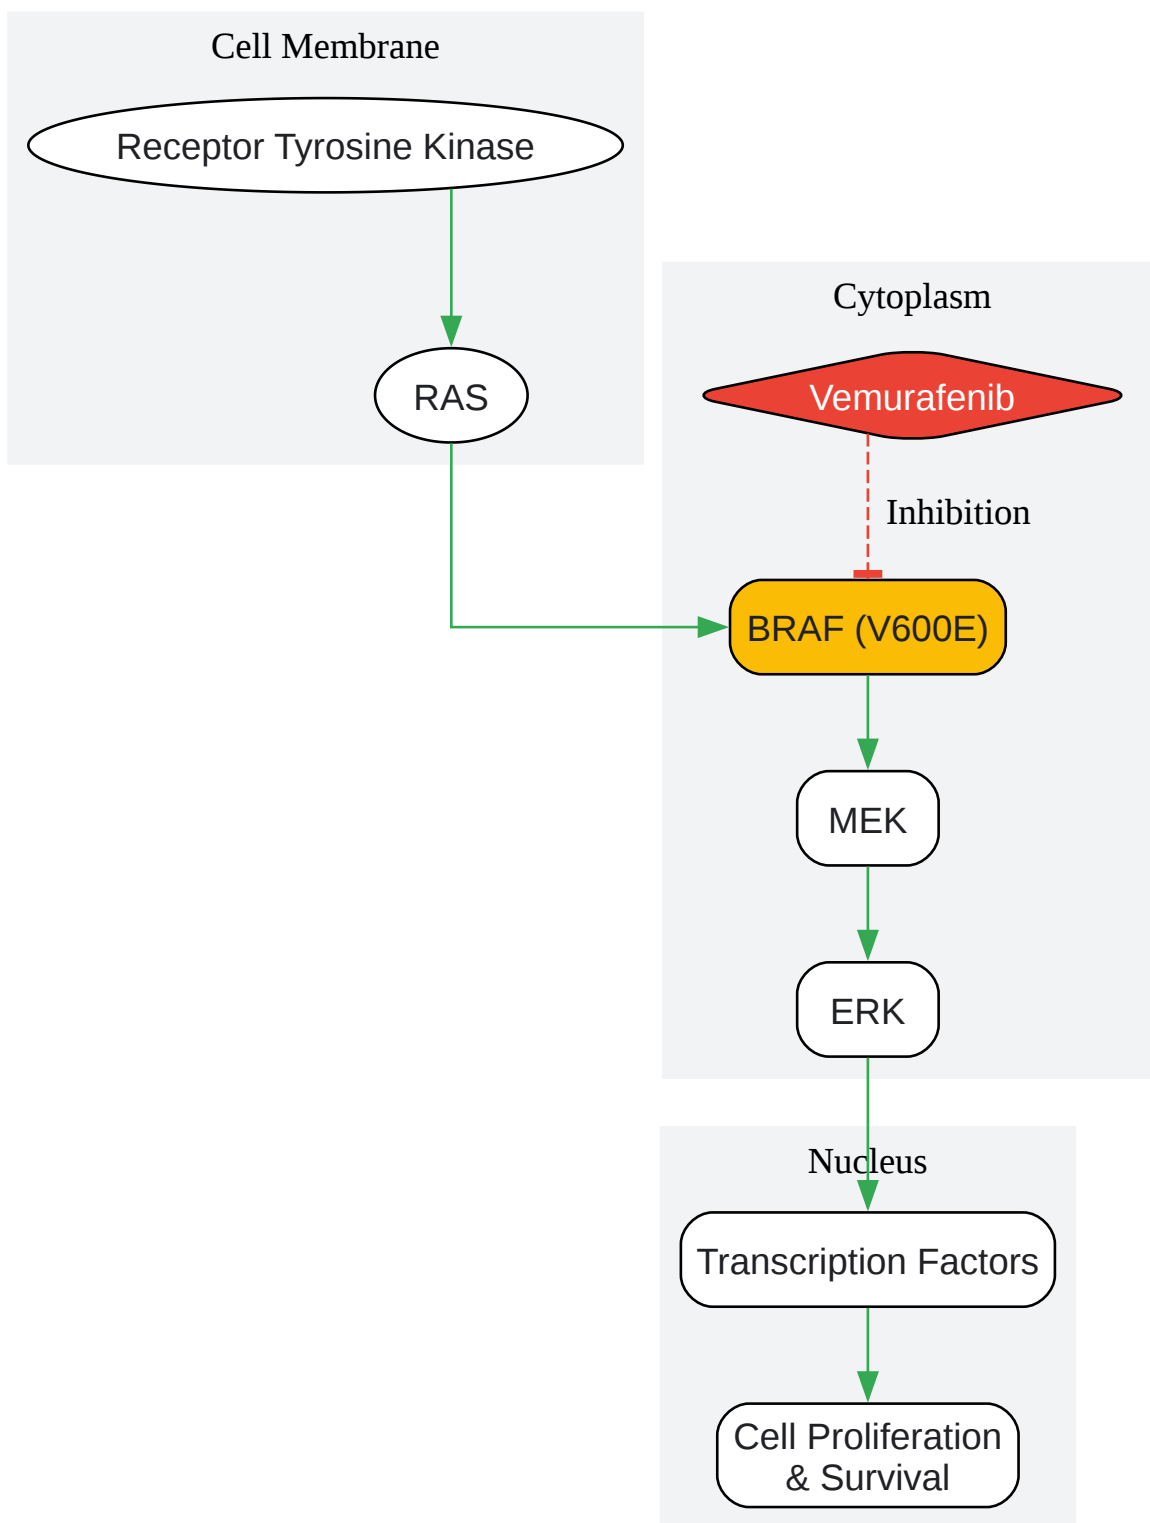 Cell Membrane
Receptor Tyrosine Kinase
RAS
Cytoplasm
Vemurafenib
Inhibition
BRAF (V600E)
MEK
ERK
Nucleus
Transcription Factors
Cell Proliferation
& Survival